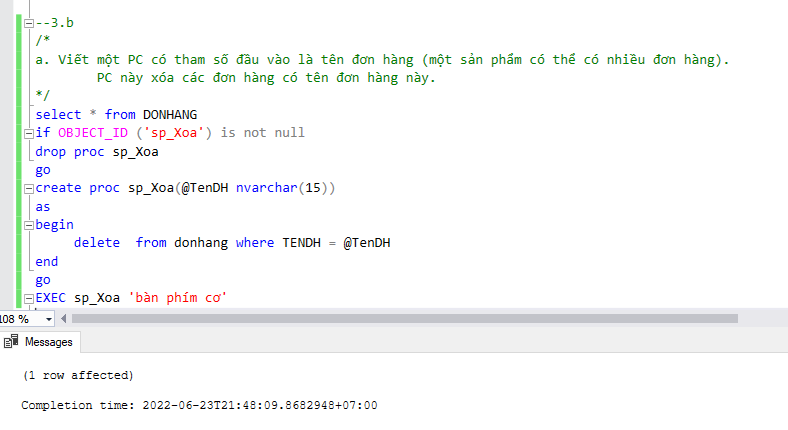 --3.b
/*
a. Viết một PC có tham số đầu vào là tên đơn hàng (một sản phẩm có thể có nhiều đơn hàng).
PC này xóa các đơn hàng có tên đơn hàng này.
*/
select * from DONHANG
if OBJECT_ID ('sp_Xoa') is not null
drop proc sp_Xoa
go
create proc sp_Xoa(@TenDH nvarchar(15))
as
begin
delete  from donhang where TENDH = @TenDH
end
go
EXEC sp_Xoa 'bàn phím cơ'
108 %
Messages
(1 row affected)
Completion time: 2022-06-23T21:48:09.8682948+07:00